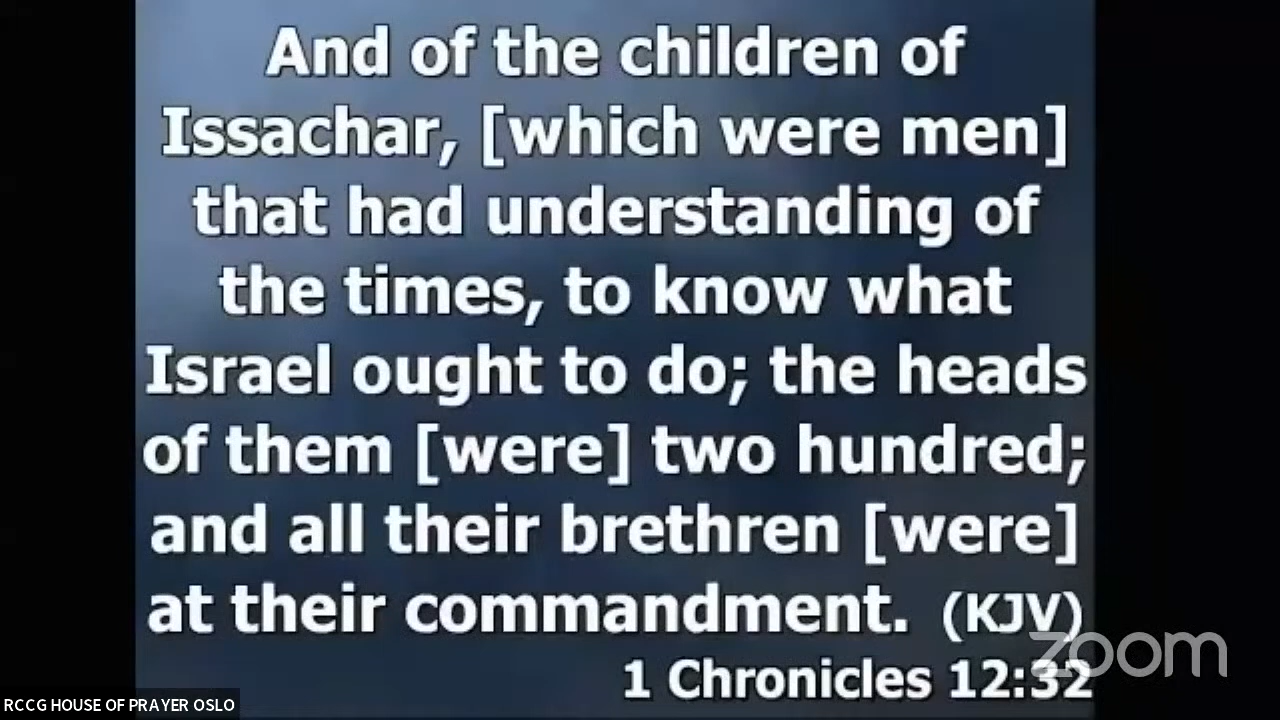 And of the children of
Issachar, [which were men]
that had understanding of
the times, to know what
Israel ought to do; the heads
of them [were] two hundred;
and all their brethren [were]
at their commandment. (KJV)
1 Chronicles 12:32
zoom
RCCG HOUSE OF PRAYER OSLO